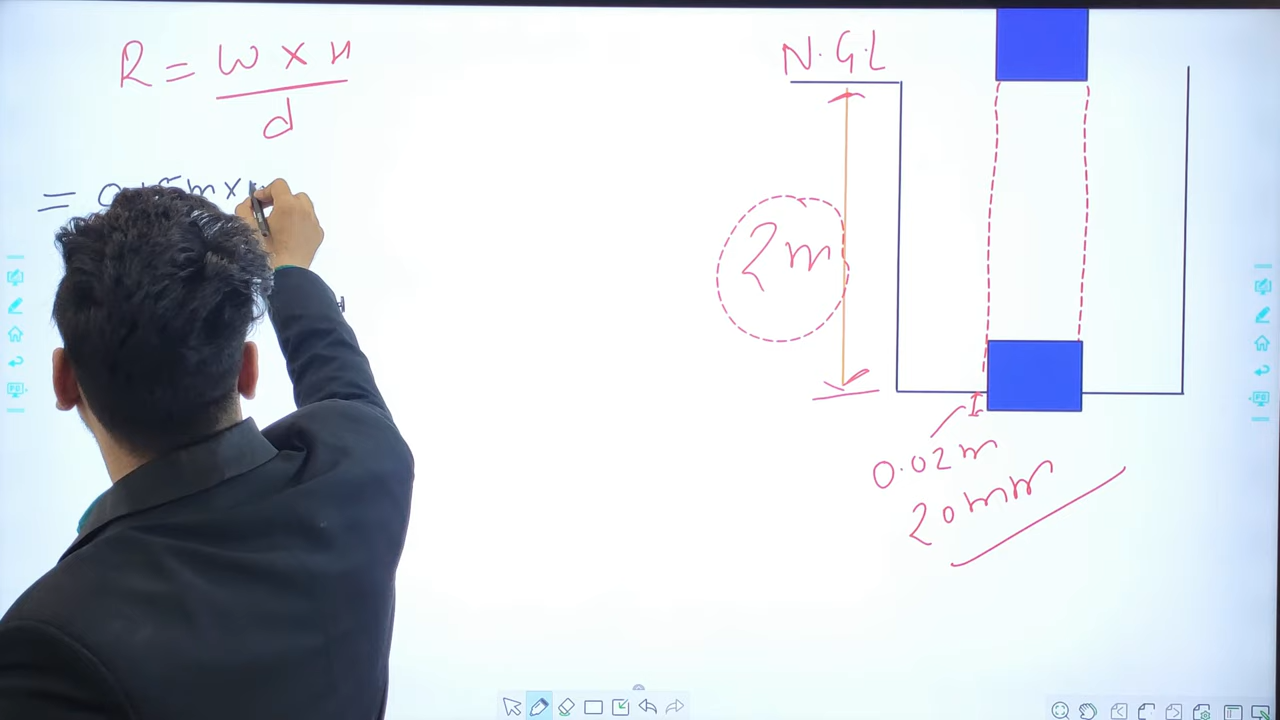 R = W × H
d
= m ×
N.G.L
2m
0.02m
20mm